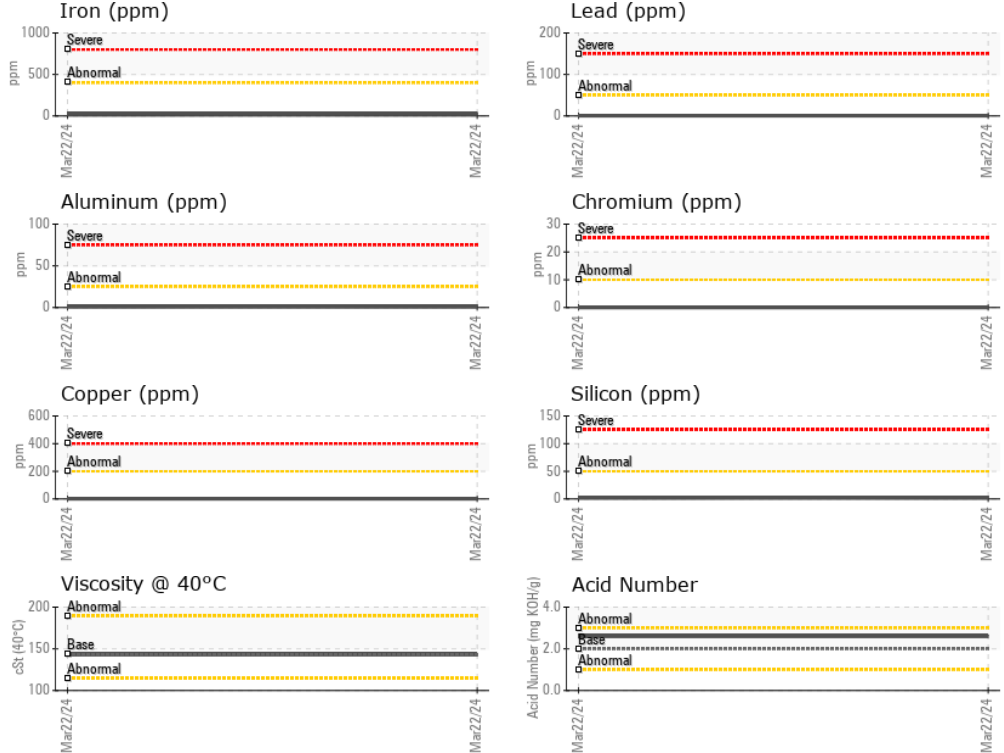 Iron (ppm)
1000
500
0
ppm
Severe
Abnormal
Mar22/24
Mar22/24
Lead (ppm)
200
100
0
ppm
Severe
Abnormal
Mar22/24
Mar22/24
Aluminum (ppm)
100
50
0
ppm
Severe
Abnormal
Mar22/24
Mar22/24
Chromium (ppm)
30
20
10
0
ppm
Severe
Abnormal
Mar22/24
Mar22/24
Copper (ppm)
600
400
200
0
ppm
Severe
Abnormal
Mar22/24
Mar22/24
Silicon (ppm)
150
100
50
0
ppm
Severe
Abnormal
Mar22/24
Mar22/24
Viscosity @ 40°C
200
150
100
cSt (40°C)
Abnormal
Base
Abnormal
Mar22/24
Mar22/24
Acid Number
4.0
2.0
0.0
Acid Number (mg KOH/g)
Abnormal
Base
Abnormal
Mar22/24
Mar22/24